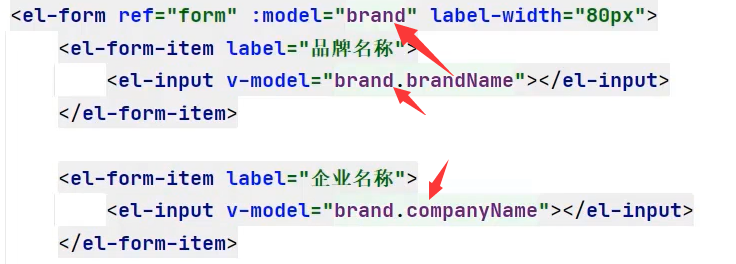 <el-form ref="form" :model="brand" label-width="80px">
<el-form-item label="品牌名称">
<el-input v-model="brand.brandName"></el-input>
</el-form-item>
<el-form-item label="企业名称">
<el-input v-model="brand.companyName"></el-input>
</el-form-item>